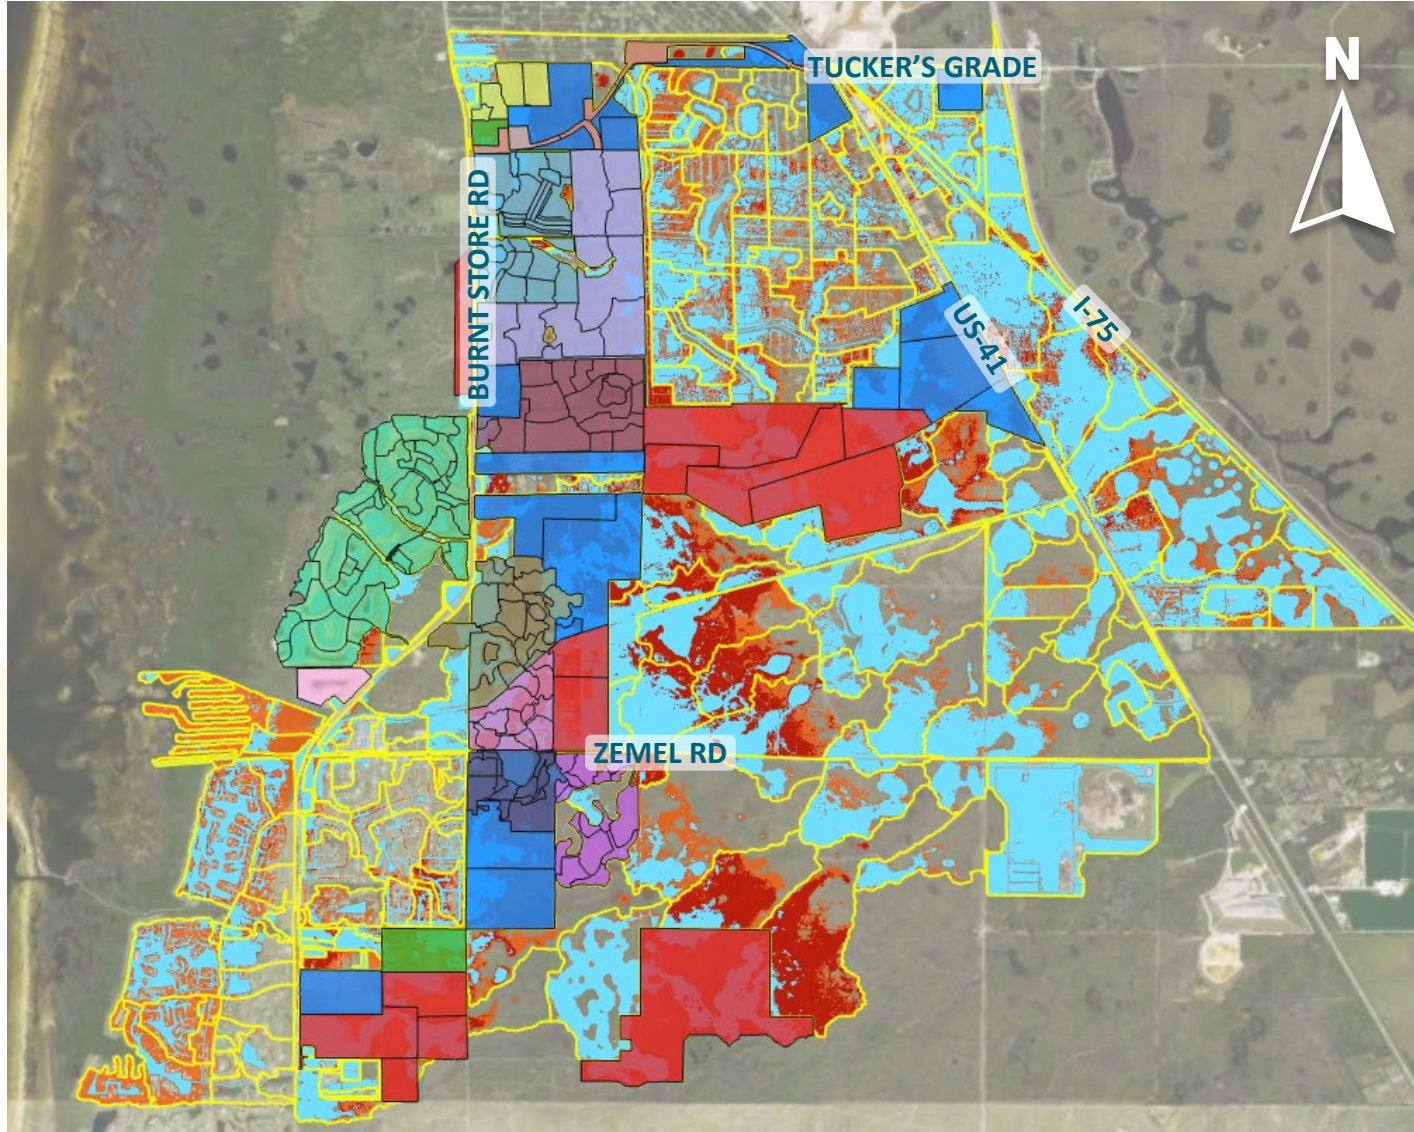 N
TUCKER'S GRADE
BURNT STORE RD
US-41
I-75
ZEMEL RD